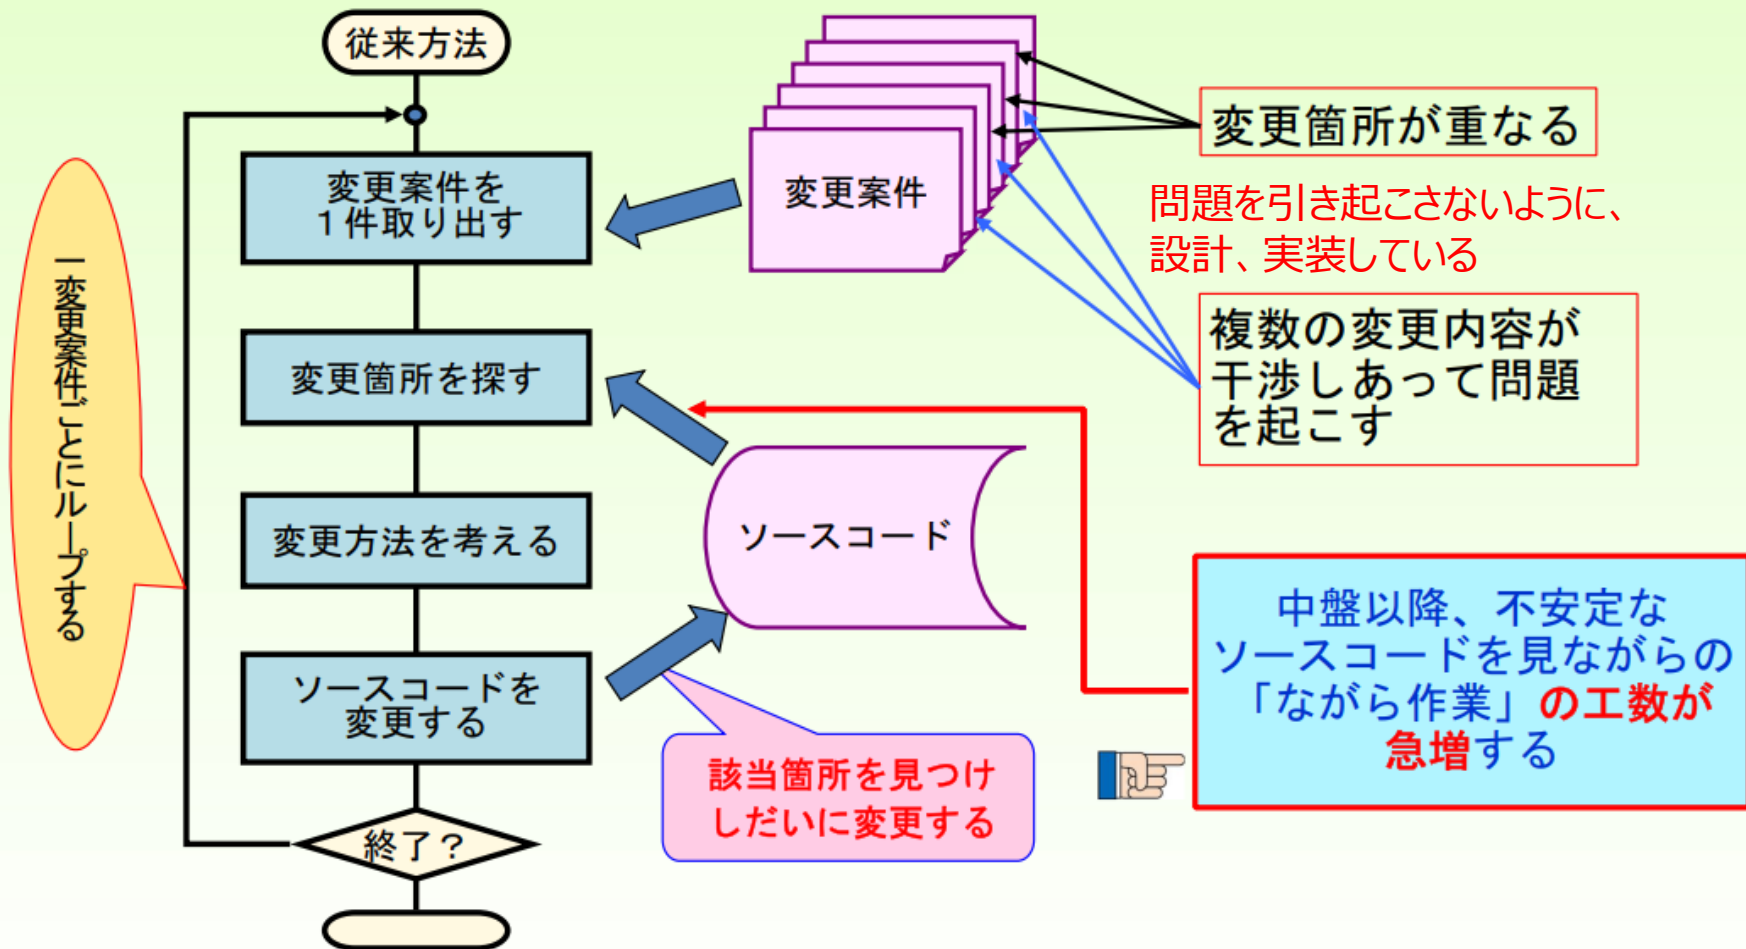 従来方法
変更案件を
１件取り出す
変更箇所を探す
変更方法を考える
ソースコードを
変更する
終了？
一変更案件ごとにループする
変更案件
ソースコード
該当箇所を見つけ
しだいに変更する
変更箇所が重なる
問題を引き起こさないように、
設計、実装している
複数の変更内容が
干渉しあって問題
を起こす
中盤以降、不安定な
ソースコードを見ながらの
「ながら作業」の工数が
急増する